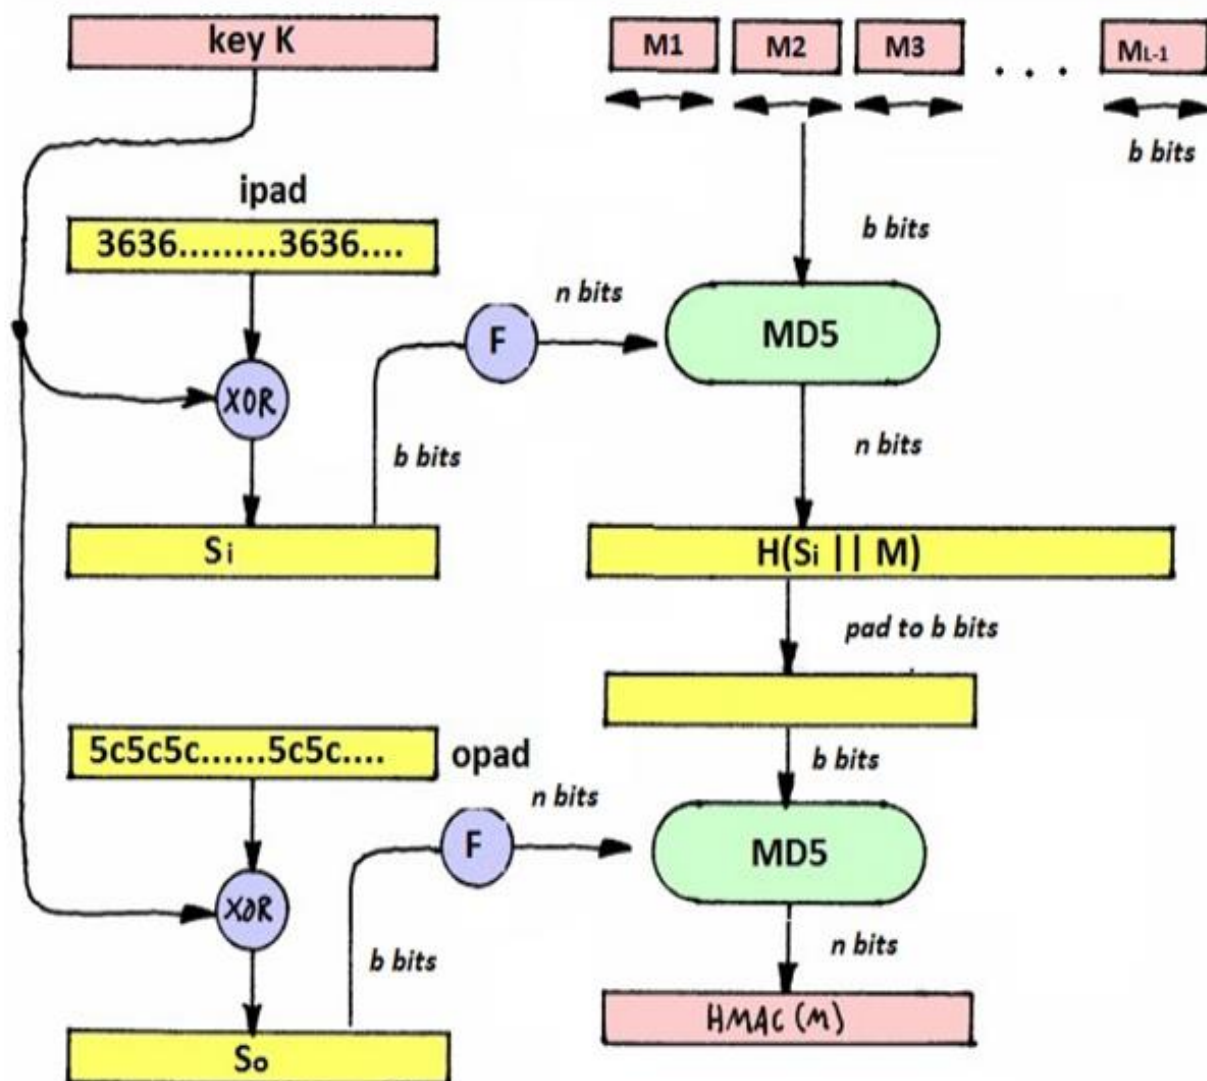 key K
M1 M2 M3 . . . ML-1
b bits
ipad
3636.........3636....
b bits
n bits
F
MD5
XOR
b bits
n bits
Si
H(Si || M)
pad to b bits
5c5c5c......5c5c....
opad
b bits
n bits
F
MD5
XOR
b bits
n bits
HMAC (M)
So